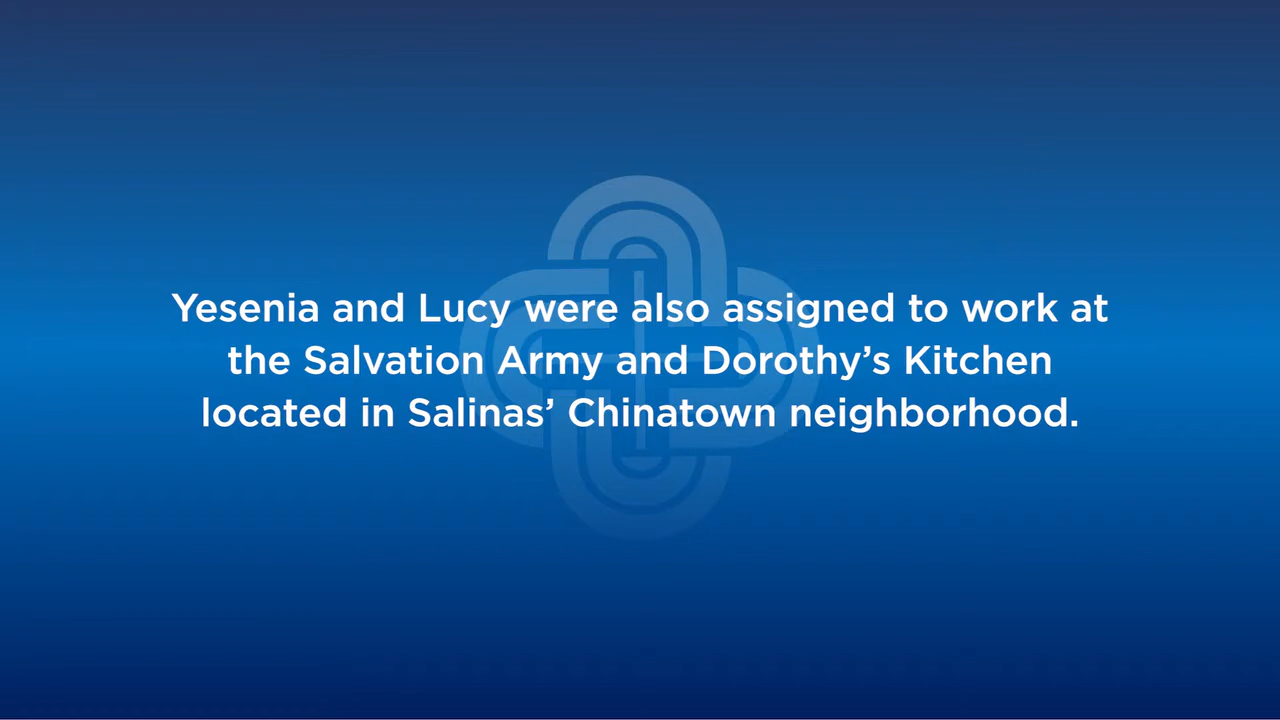 Yesenia and Lucy were also assigned to work at
the Salvation Army and Dorothy’s Kitchen
located in Salinas’ Chinatown neighborhood.